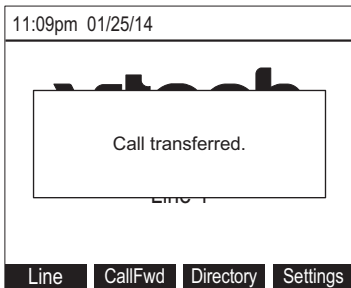 11:09pm 01/25/14
Call transferred.
Line CallFwd Directory Settings